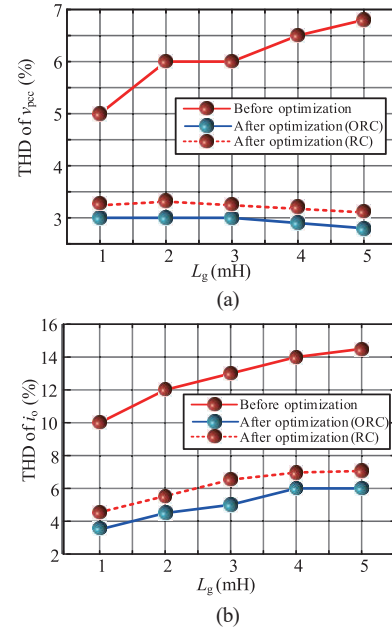 (a)
THD of vpcc (%)
7
6
5
4
3
Before optimization
After optimization(ORC)
After optimization(RC)
1 2 3 4 5
Lg (mH)
(a)
THD of io (%)
16
14
12
10
8
6
4
2
Before optimization
After optimization(ORC)
After optimization(RC)
1 2 3 4 5
Lg (mH)
(b)